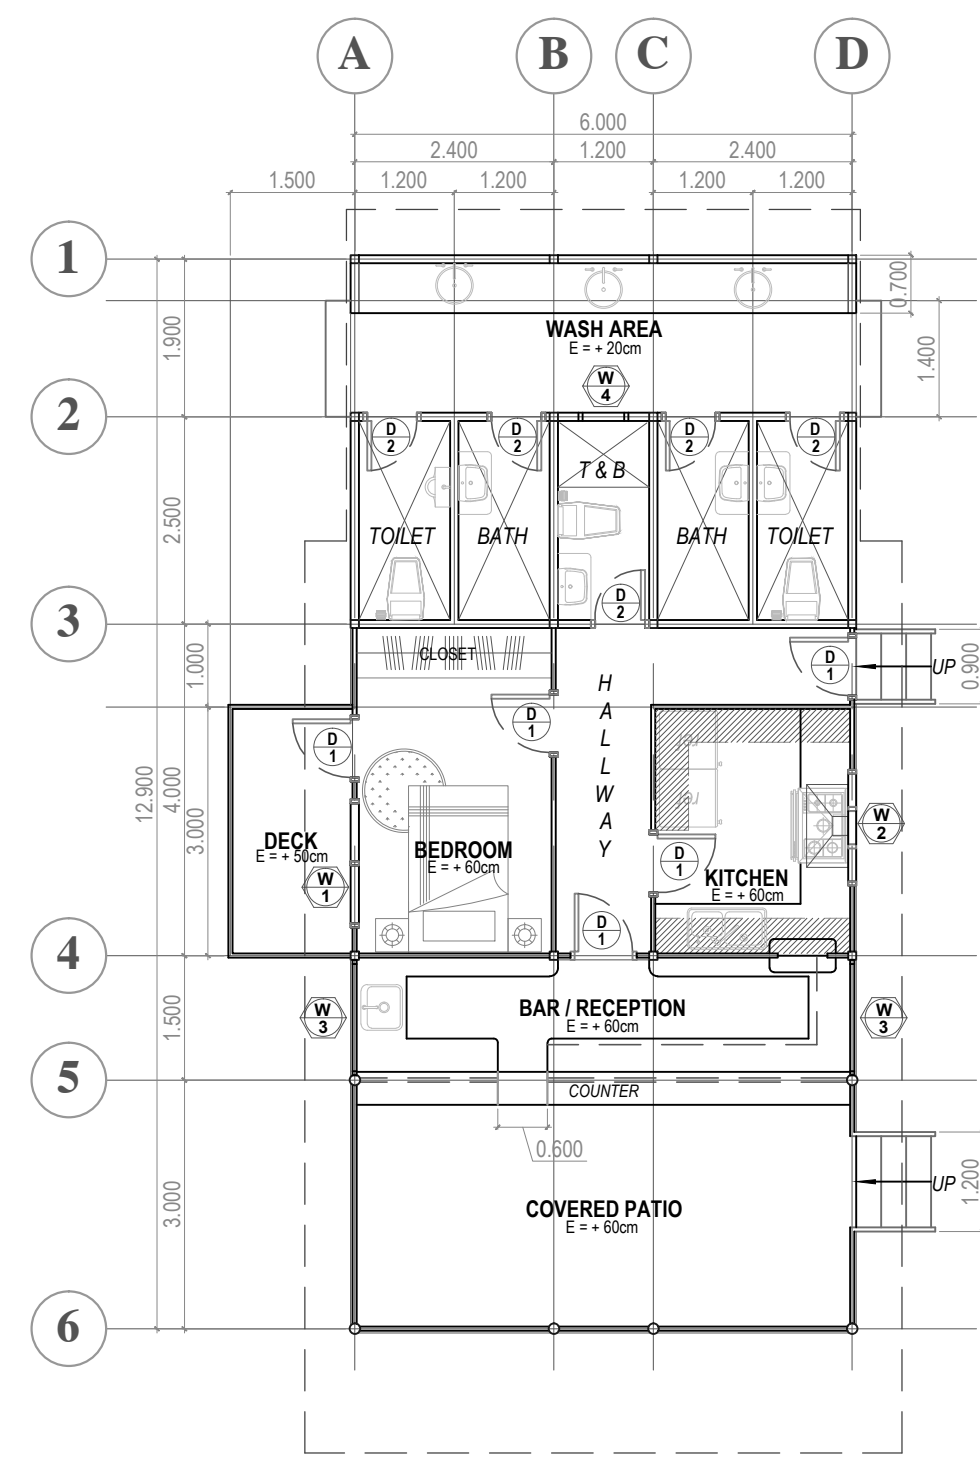 A B C D
6.000
2.400 1.200 2.400
1.500 1.200 1.200 1.200 1.200
1
0.700
1.900
WASH AREA
E = + 20cm
1.400
W
4
2
D
2
D
2
D
2
D
2
T & B
2.500
TOILET BATH BATH TOILET
D
2
3
CLOSET
1.000
D
1
UP
0.900
H
A
L
L
W
A
Y
D
1
D
1
ref
ref
12.900
4.000
3.000
DECK
E = + 50cm
W
1
BEDROOM
E = + 60cm
D
1
W
2
KITCHEN
E = + 60cm
D
1
4
W
3
BAR / RECEPTION
E = + 60cm
W
3
1.500
5
COUNTER
0.600
3.000
COVERED PATIO
E = + 60cm
UP
1.200
6